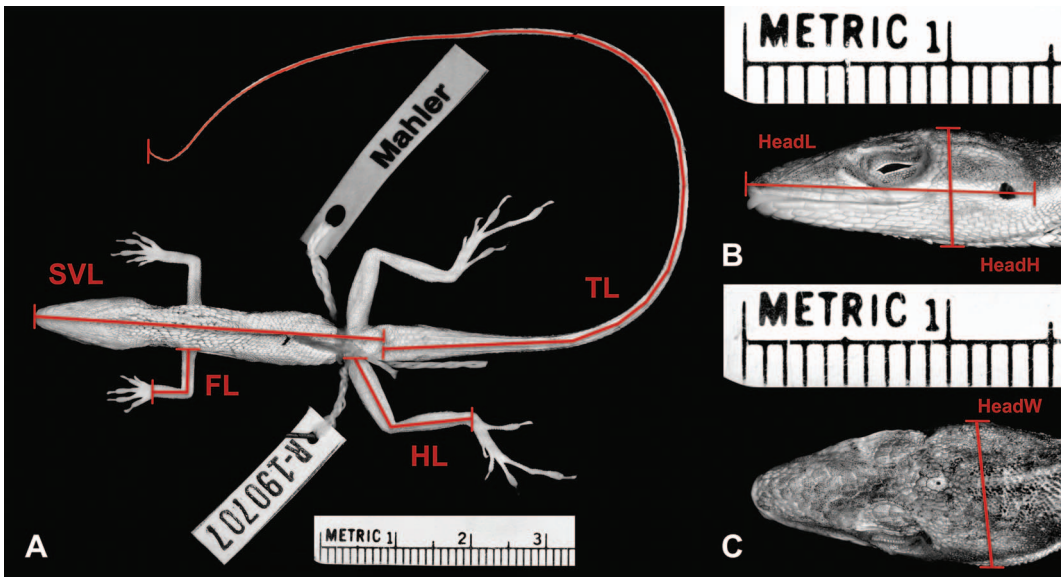 SVL
FL
TL
HL
Mahler
R-190707
METRIC 1 2 3
A
METRIC 1
HeadL
HeadH
B
METRIC 1
HeadW
C